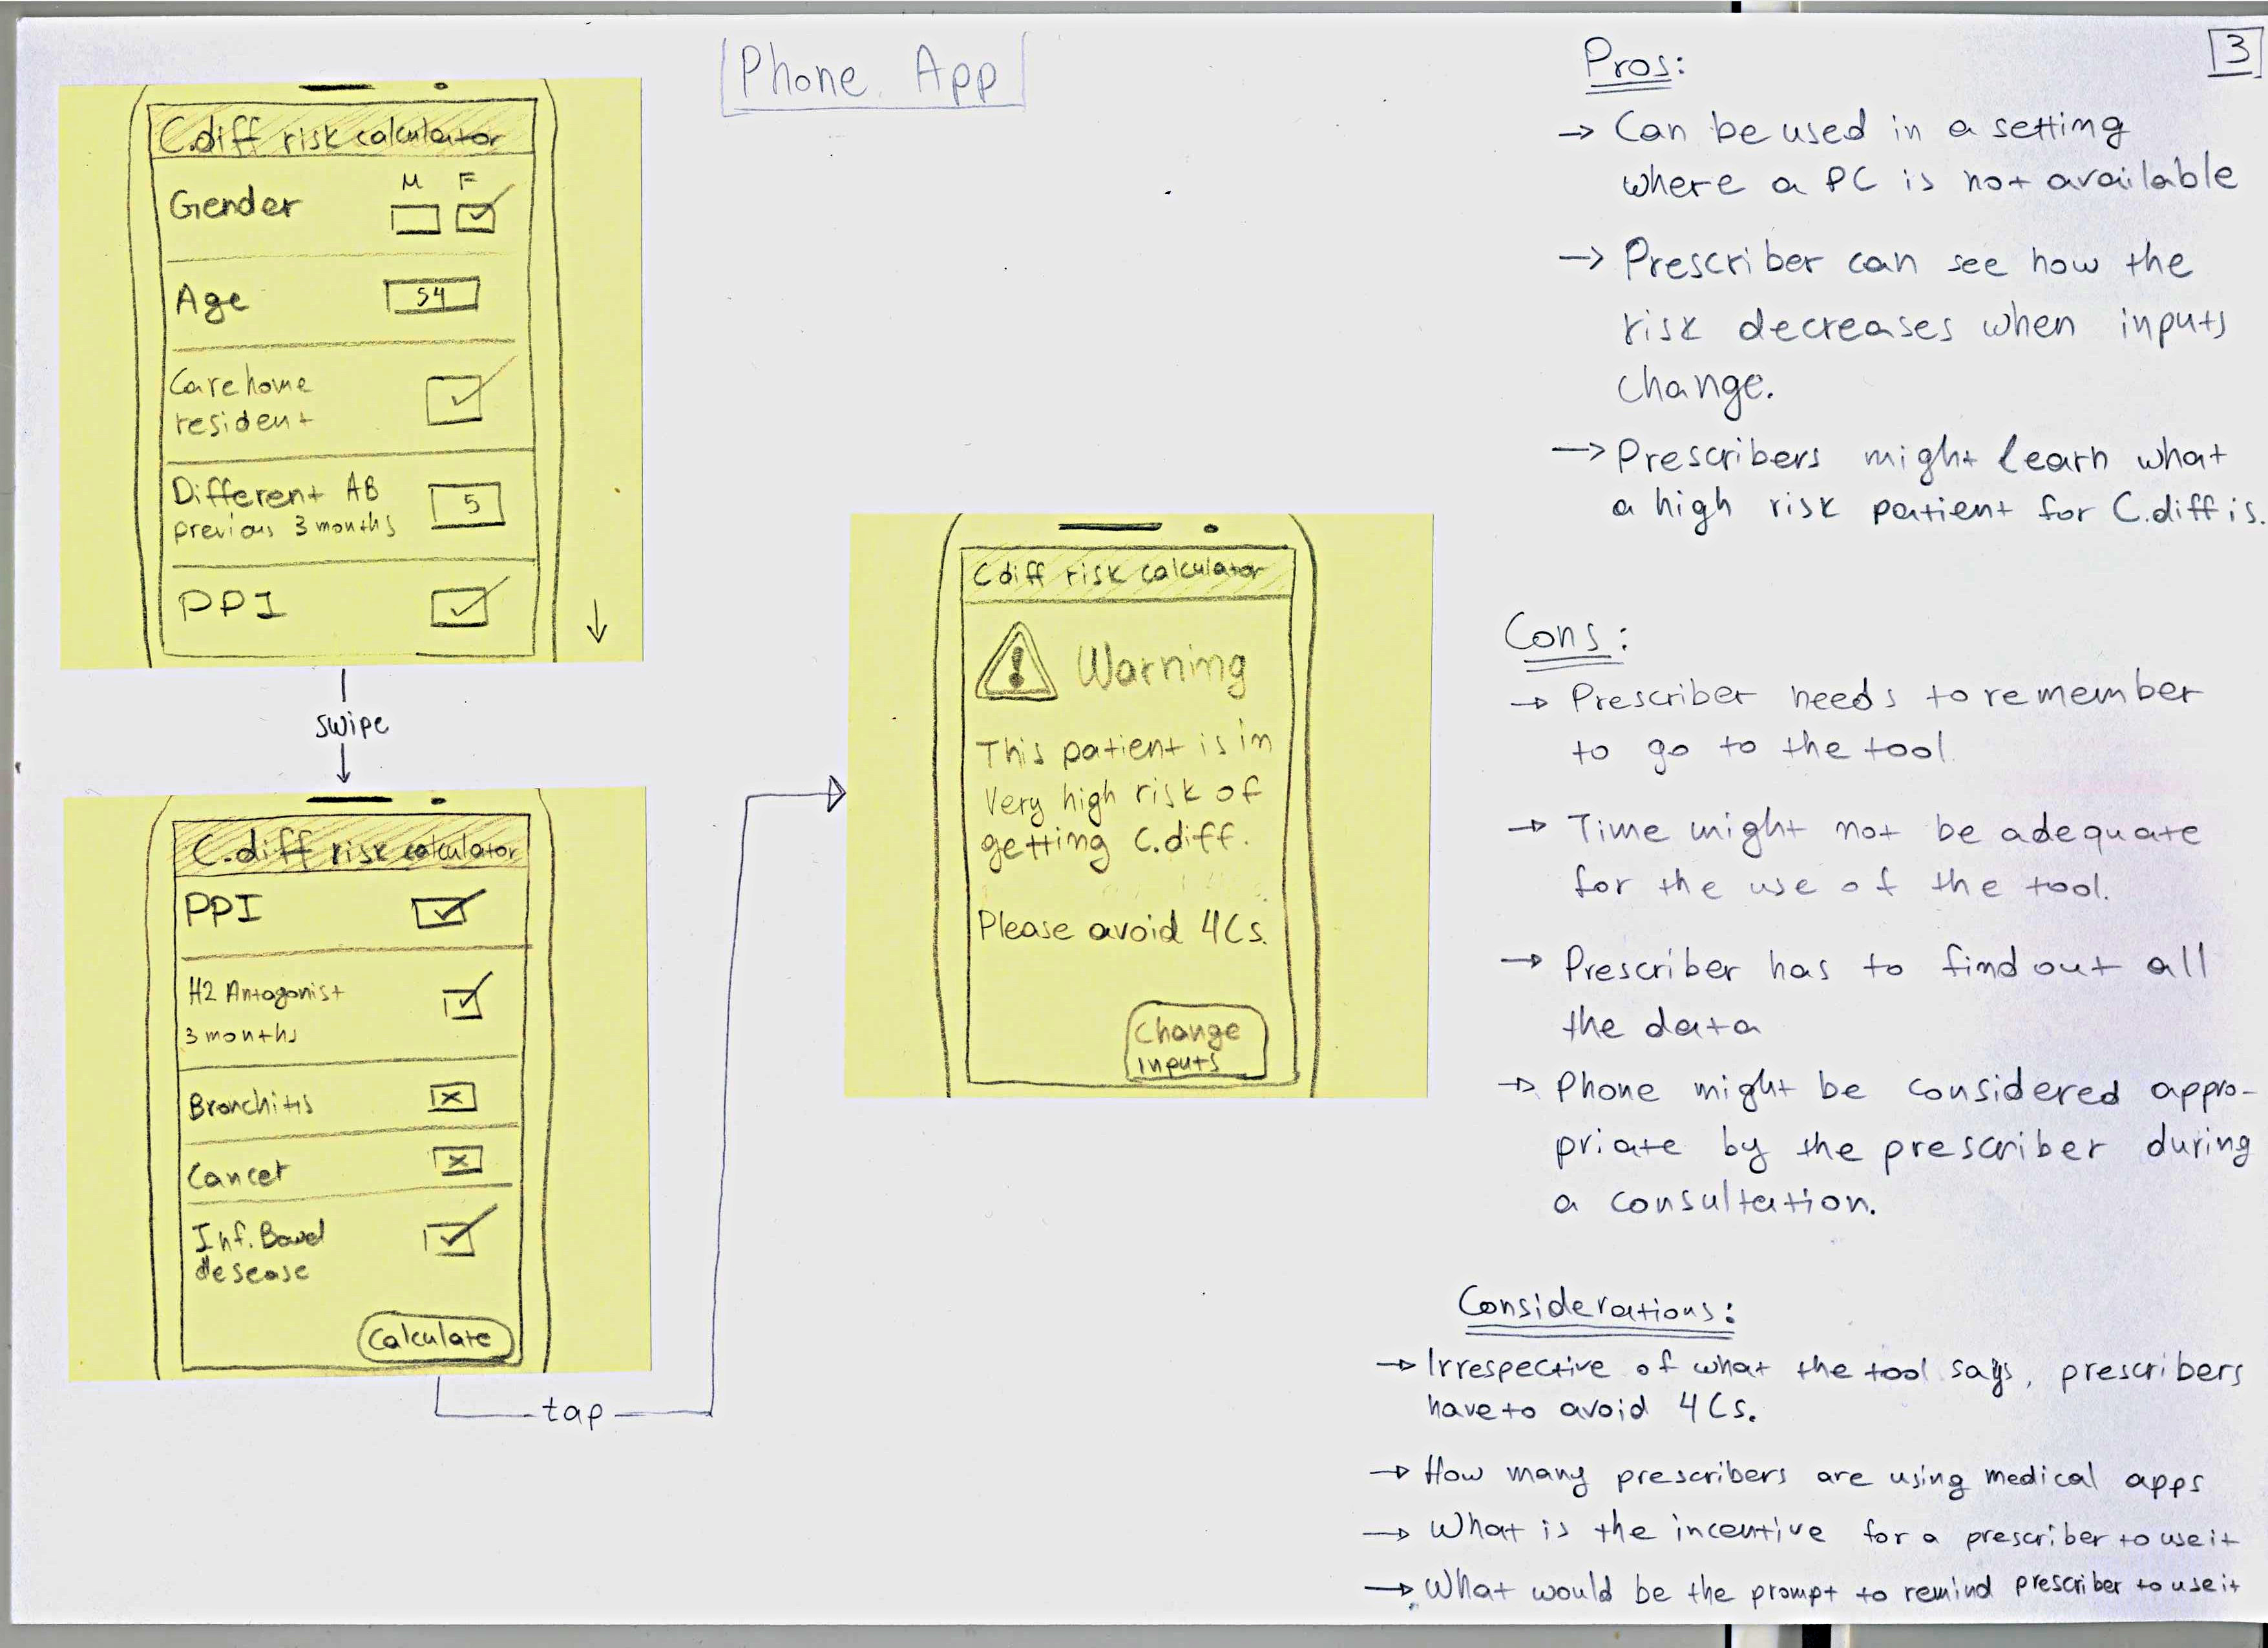 Phone App
3
C.diff risk calculator
M F
Gender
Age 54
Care home
resident
Different AB 5
previous 3 months
PPI
swipe
C.diff risk calculator
PPI
H2 Antagonist
3 months
Bronchitis
Cancer
Inf. Bowel
desease
Calculate
tap
C diff risk calculator
! Warning
This patient is in
very high risk of
getting C.diff.
Please avoid 4Cs.
Change
inputs
Pros:
→ Can be used in a setting
where a PC is not available
→ Prescriber can see how the
risk decreases when inputs
change.
→ Prescribers might learn what
a high risk patient for C.diff is.
Cons:
→ Prescriber needs to remember
to go to the tool.
→ Time might not be adequate
for the use of the tool.
→ Prescriber has to find out all
the data
→ Phone might be considered appro-
priate by the prescriber during
a consultation.
Considerations:
→ Irrespective of what the tool says, prescribers
have to avoid 4Cs.
→ How many prescribers are using medical apps
→ What is the incentive for a prescriber to use it
→ What would be the prompt to remind prescriber to use it